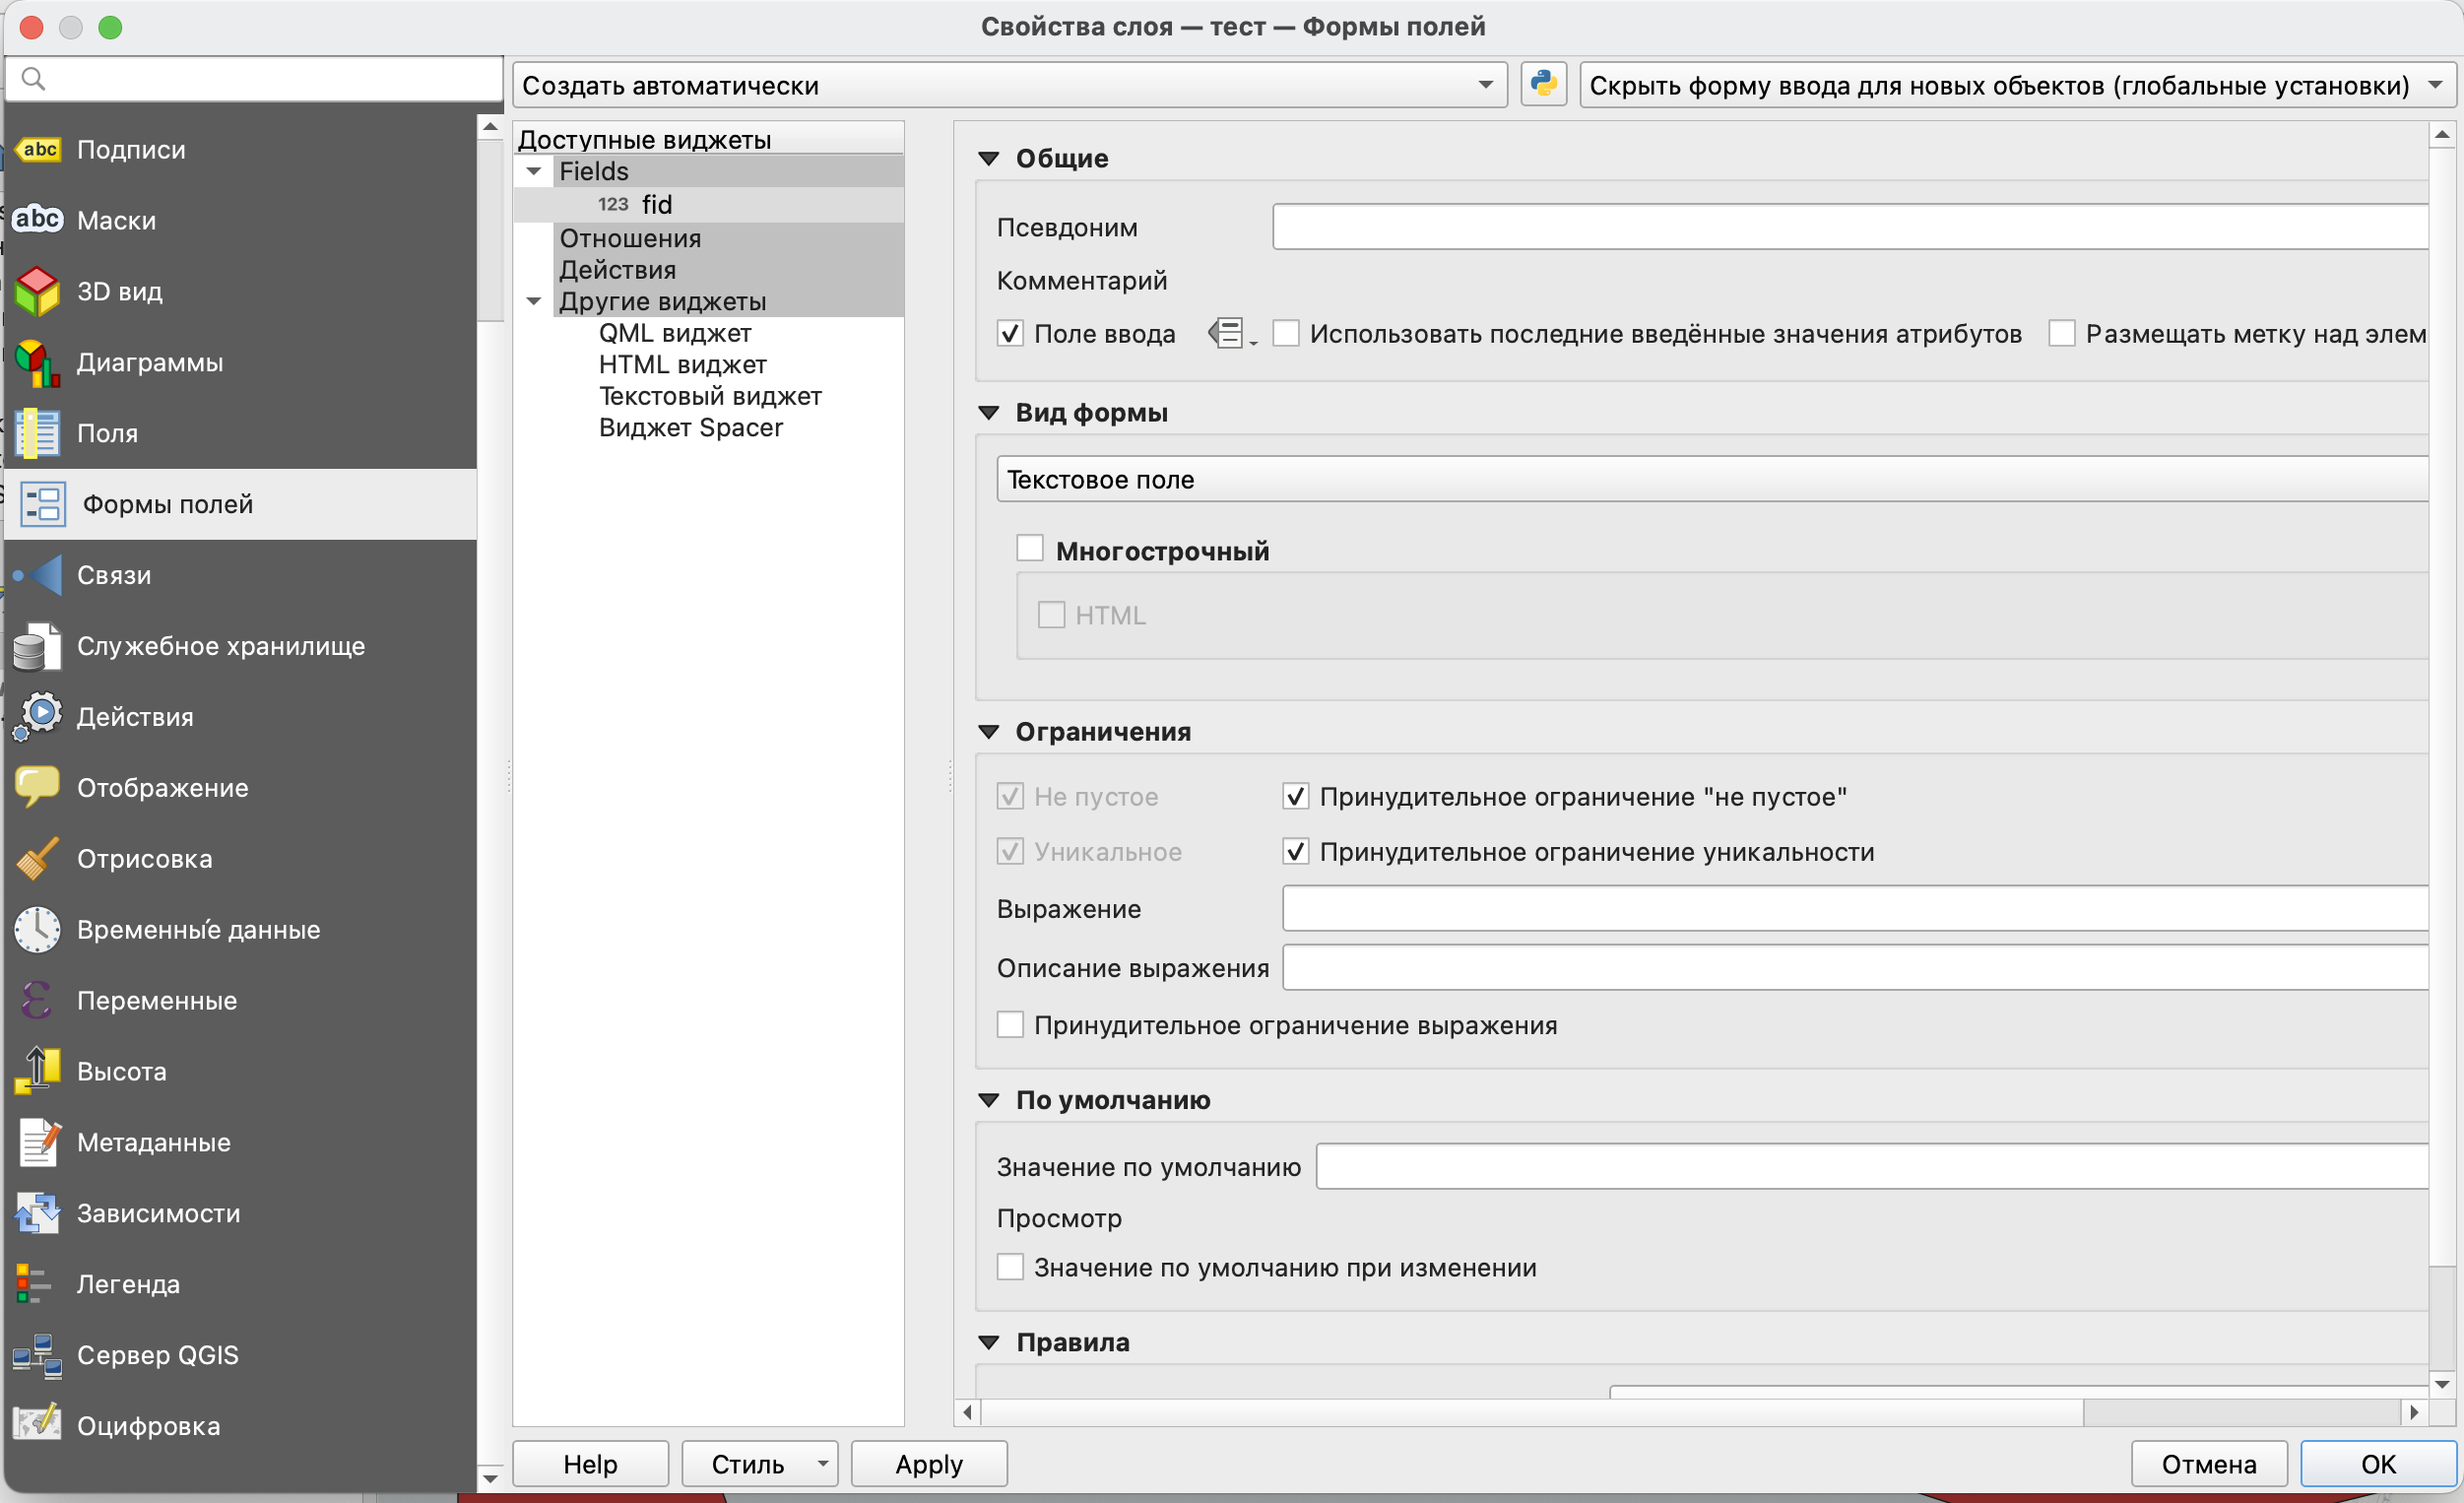 Свойства слоя — тест — Формы полей
Создать автоматически
Скрыть форму ввода для новых объектов (глобальные установки)
abc Подписи
abc Маски
3D вид
Диаграммы
Поля
Формы полей
Связи
Служебное хранилище
Действия
Отображение
Отрисовка
Временны́е данные
Переменные
Высота
Метаданные
Зависимости
Легенда
Сервер QGIS
Оцифровка
Доступные виджеты
Fields
123 fid
Отношения
Действия
Другие виджеты
QML виджет
HTML виджет
Текстовый виджет
Виджет Spacer
Общие
Псевдоним
Комментарий
Поле ввода Использовать последние введённые значения атрибутов Размещать метку над элем
Вид формы
Текстовое поле
Многострочный
HTML
Ограничения
Не пустое Принудительное ограничение "не пустое"
Уникальное Принудительное ограничение уникальности
Выражение
Описание выражения
Принудительное ограничение выражения
По умолчанию
Значение по умолчанию
Просмотр
Значение по умолчанию при изменении
Правила
Help Стиль Apply Отмена OK